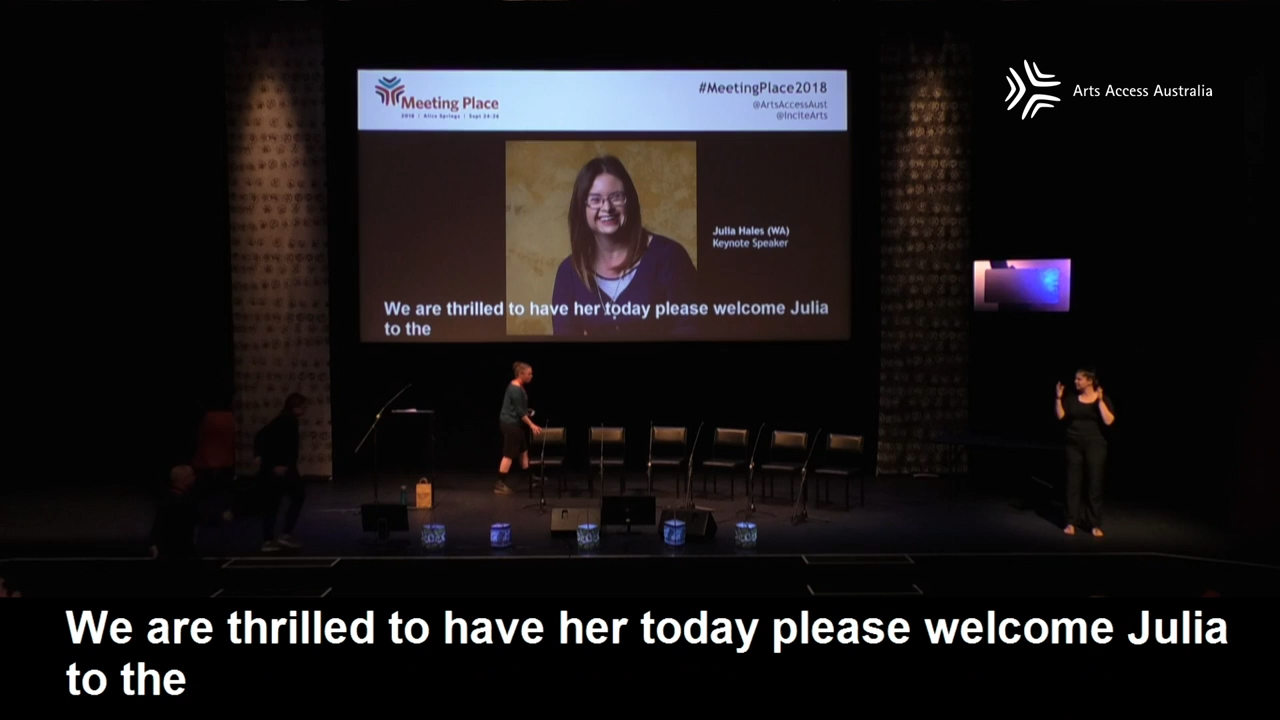 Meeting Place
2018 | Alice Springs | Sept 24-26
#MeetingPlace2018
@ArtsAccessAust
@InciteArts
Arts Access Australia
Julia Hales (WA)
Keynote Speaker
We are thrilled to have her today please welcome Julia
to the
We are thrilled to have her today please welcome Julia
to the